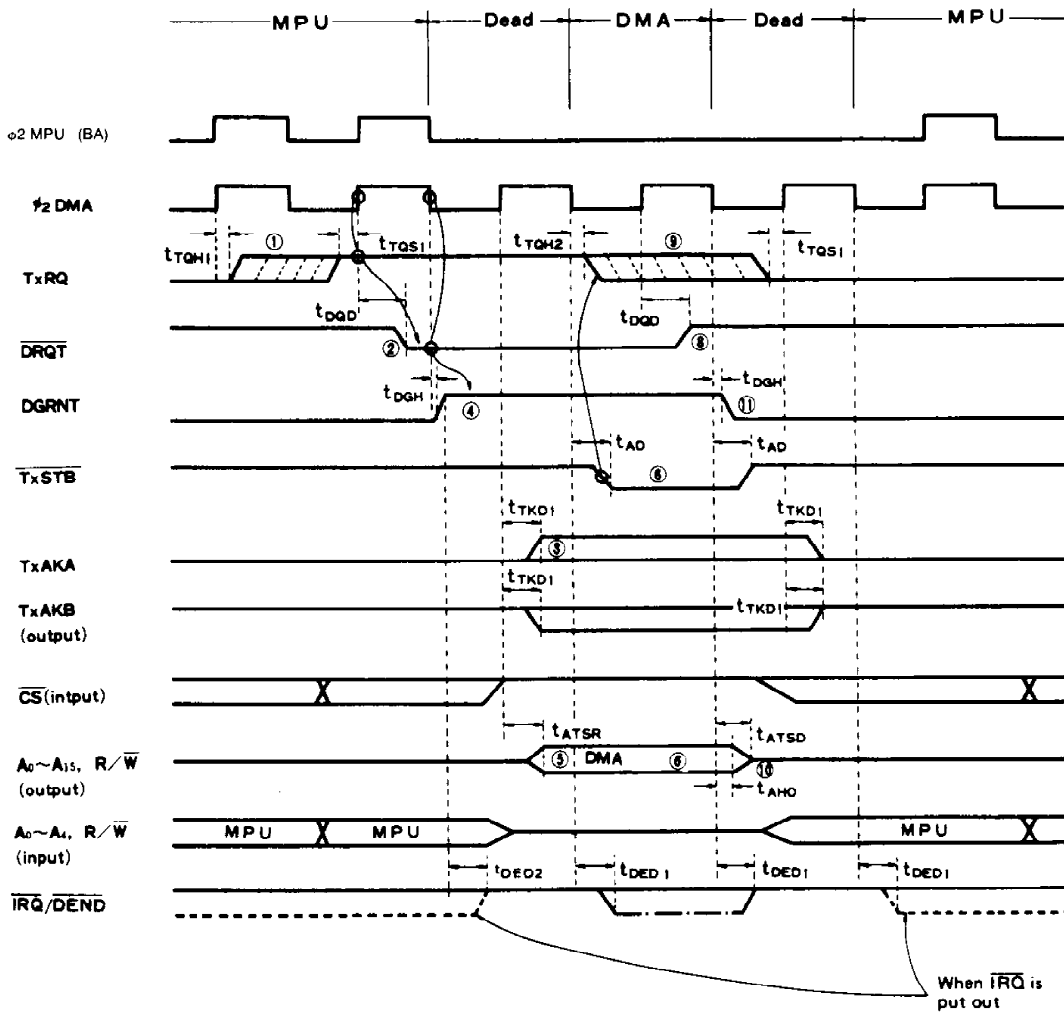 MPU Dead DMA Dead MPU
φ2 MPU (BA)
φ2 DMA
tTQH1 ① tTQS1 tTQH2 ⑨ tTQS1
TxRQ
tDQD tDQD
DRQT ② ⑧
tDGH tDGH
DGRNT ④ ⑪
tAD tAD
TxSTB ⑥
tTKD1 tTKD1
TxAKA ③
tTKD1 tTKD1
TxAKB
(output)
CS(intput)
tATSR tATSD
A0~A15, R/W ⑤ DMA ⑥ ⑩
(output) tAHO
A0~A4, R/W MPU MPU MPU
(input)
tDED2 tDED1 tDED1 tDED1
IRQ/DEND
When IRQ is
put out